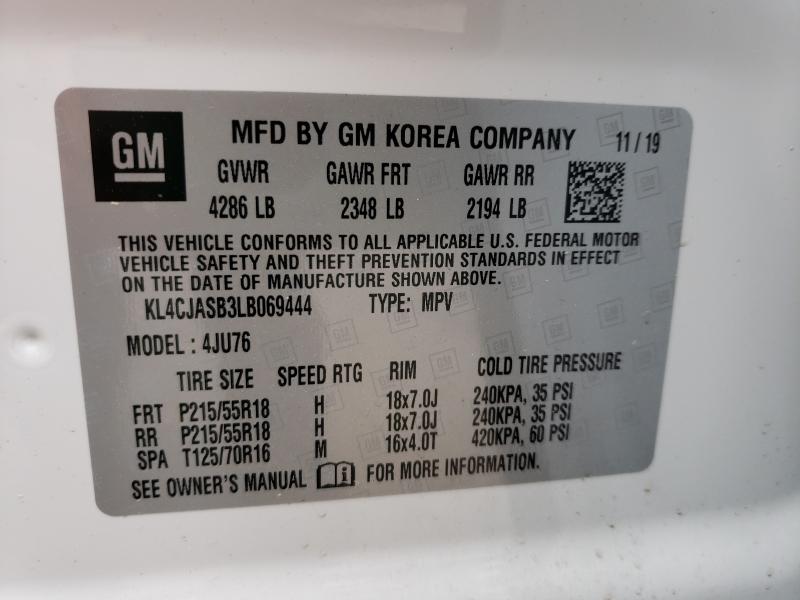 GM
MFD BY GM KOREA COMPANY 11/19
GVWR GAWR FRT GAWR RR
4286 LB 2348 LB 2194 LB
THIS VEHICLE CONFORMS TO ALL APPLICABLE U.S. FEDERAL MOTOR
VEHICLE SAFETY AND THEFT PREVENTION STANDARDS IN EFFECT
ON THE DATE OF MANUFACTURE SHOWN ABOVE.
KL4CJASB3LB069444 TYPE: MPV
MODEL : 4JU76
TIRE SIZE SPEED RTG RIM COLD TIRE PRESSURE
FRT P215/55R18 H 18x7.0J 240KPA, 35 PSI
RR P215/55R18 H 18x7.0J 240KPA, 35 PSI
SPA T125/70R16 M 16x4.0T 420KPA, 60 PSI
SEE OWNER'S MANUAL FOR MORE INFORMATION.